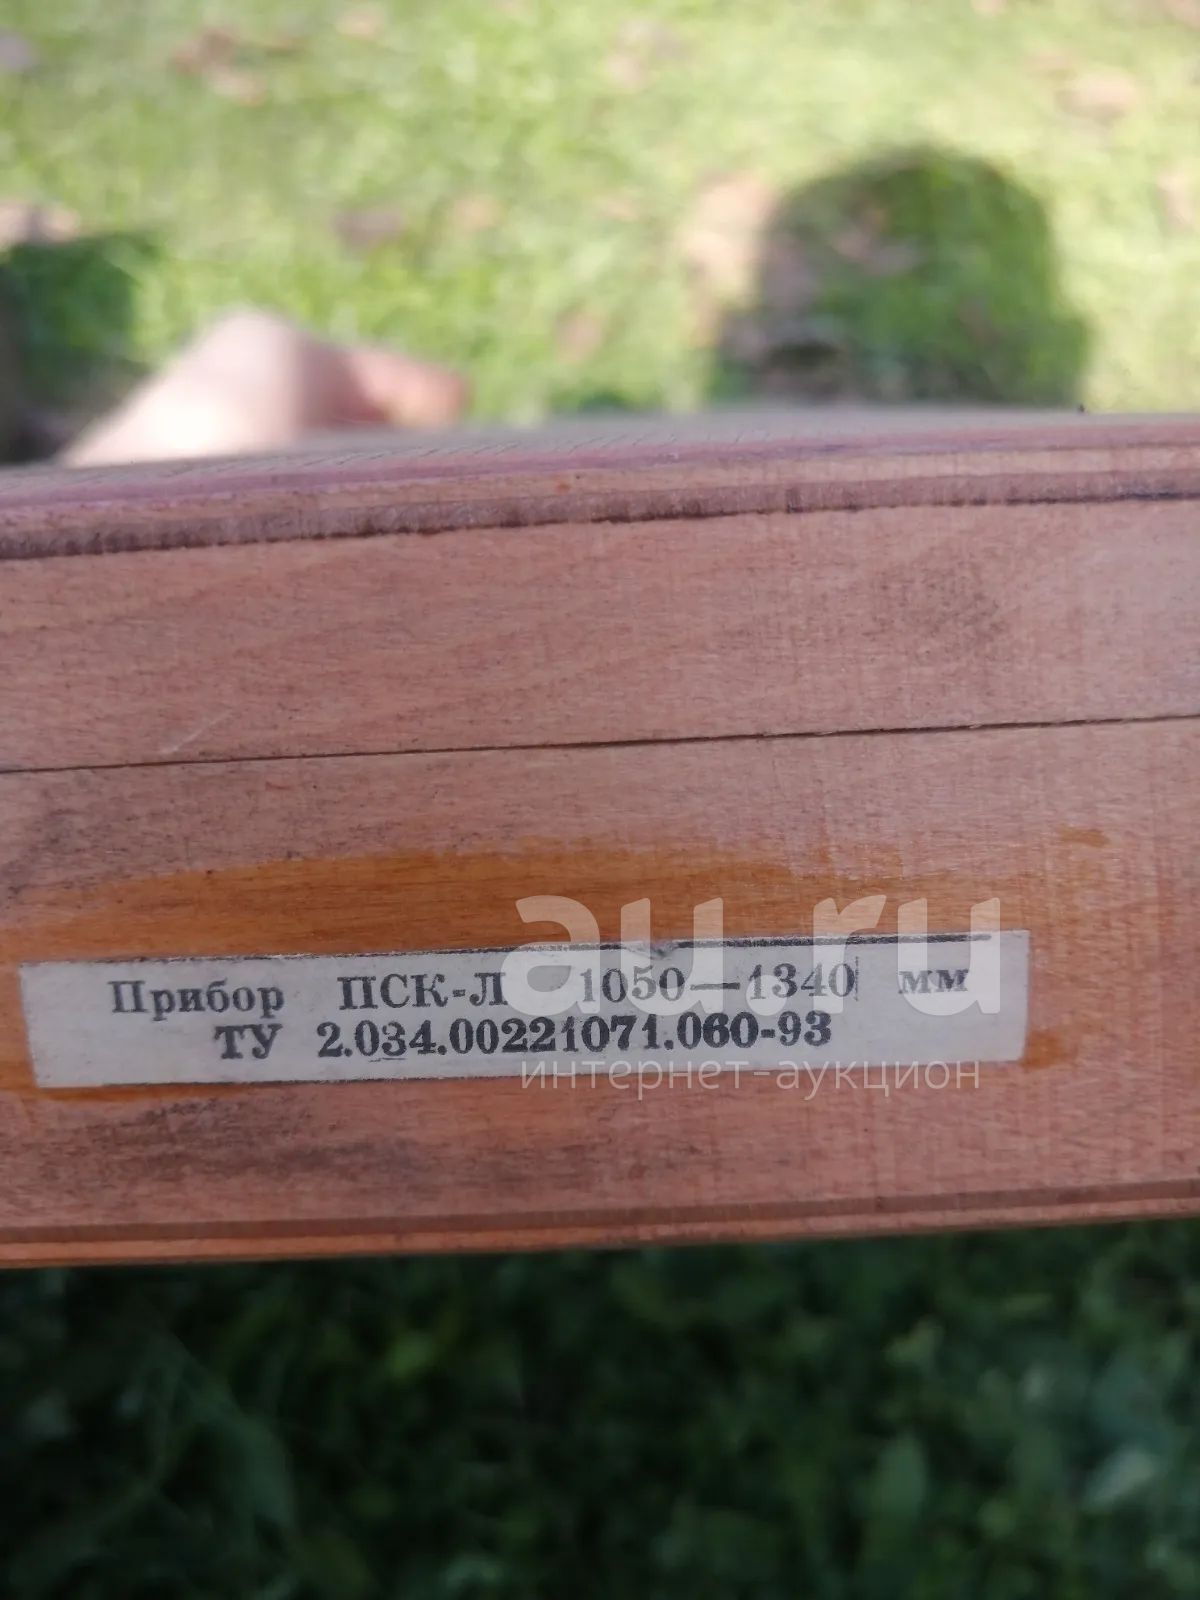 au.ru
Прибор ПСК-Л 1050—1340 мм
ТУ 2.034.00221071.060-93
интернет-аукцион